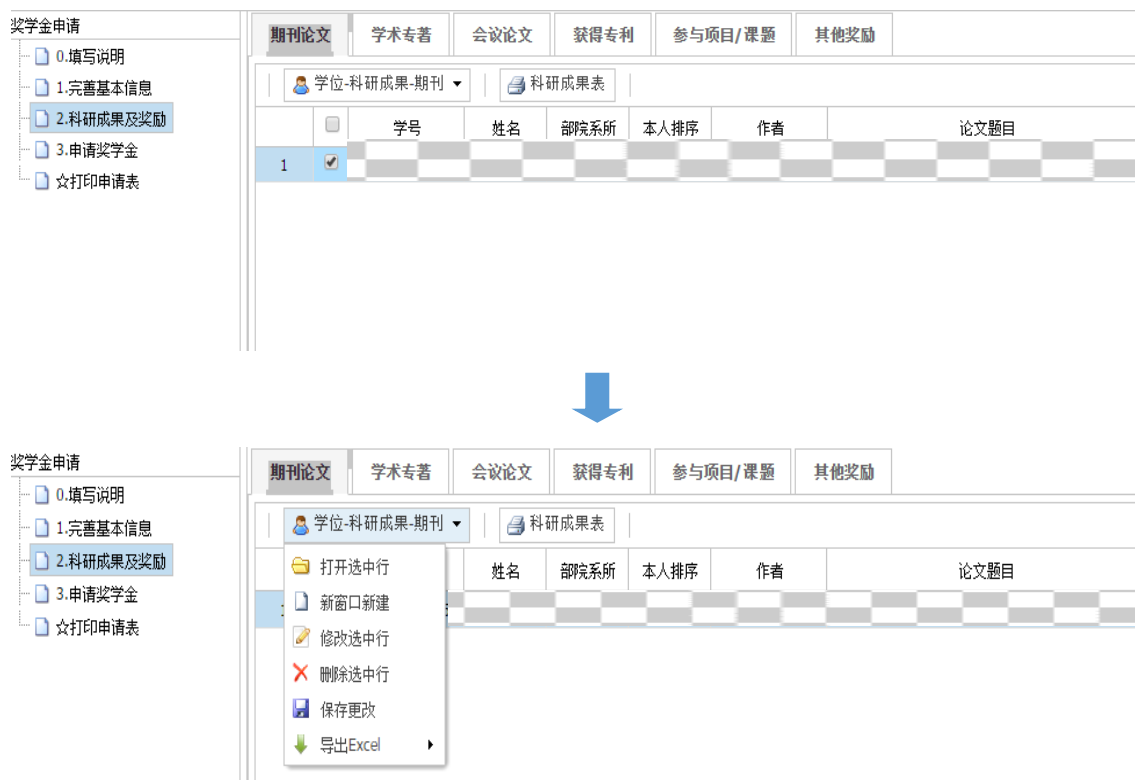 奖学金申请
0.填写说明
1.完善基本信息
2.科研成果及奖励
3.申请奖学金
☆打印申请表
期刊论文 学术专著 会议论文 获得专利 参与项目/课题 其他奖励
学位-科研成果-期刊 科研成果表
学号 姓名 部院系所 本人排序 作者 论文题目
1
奖学金申请
0.填写说明
1.完善基本信息
2.科研成果及奖励
3.申请奖学金
☆打印申请表
期刊论文 学术专著 会议论文 获得专利 参与项目/课题 其他奖励
学位-科研成果-期刊 科研成果表
姓名 部院系所 本人排序 作者 论文题目
打开选中行
新窗口新建
修改选中行
删除选中行
保存更改
导出Excel